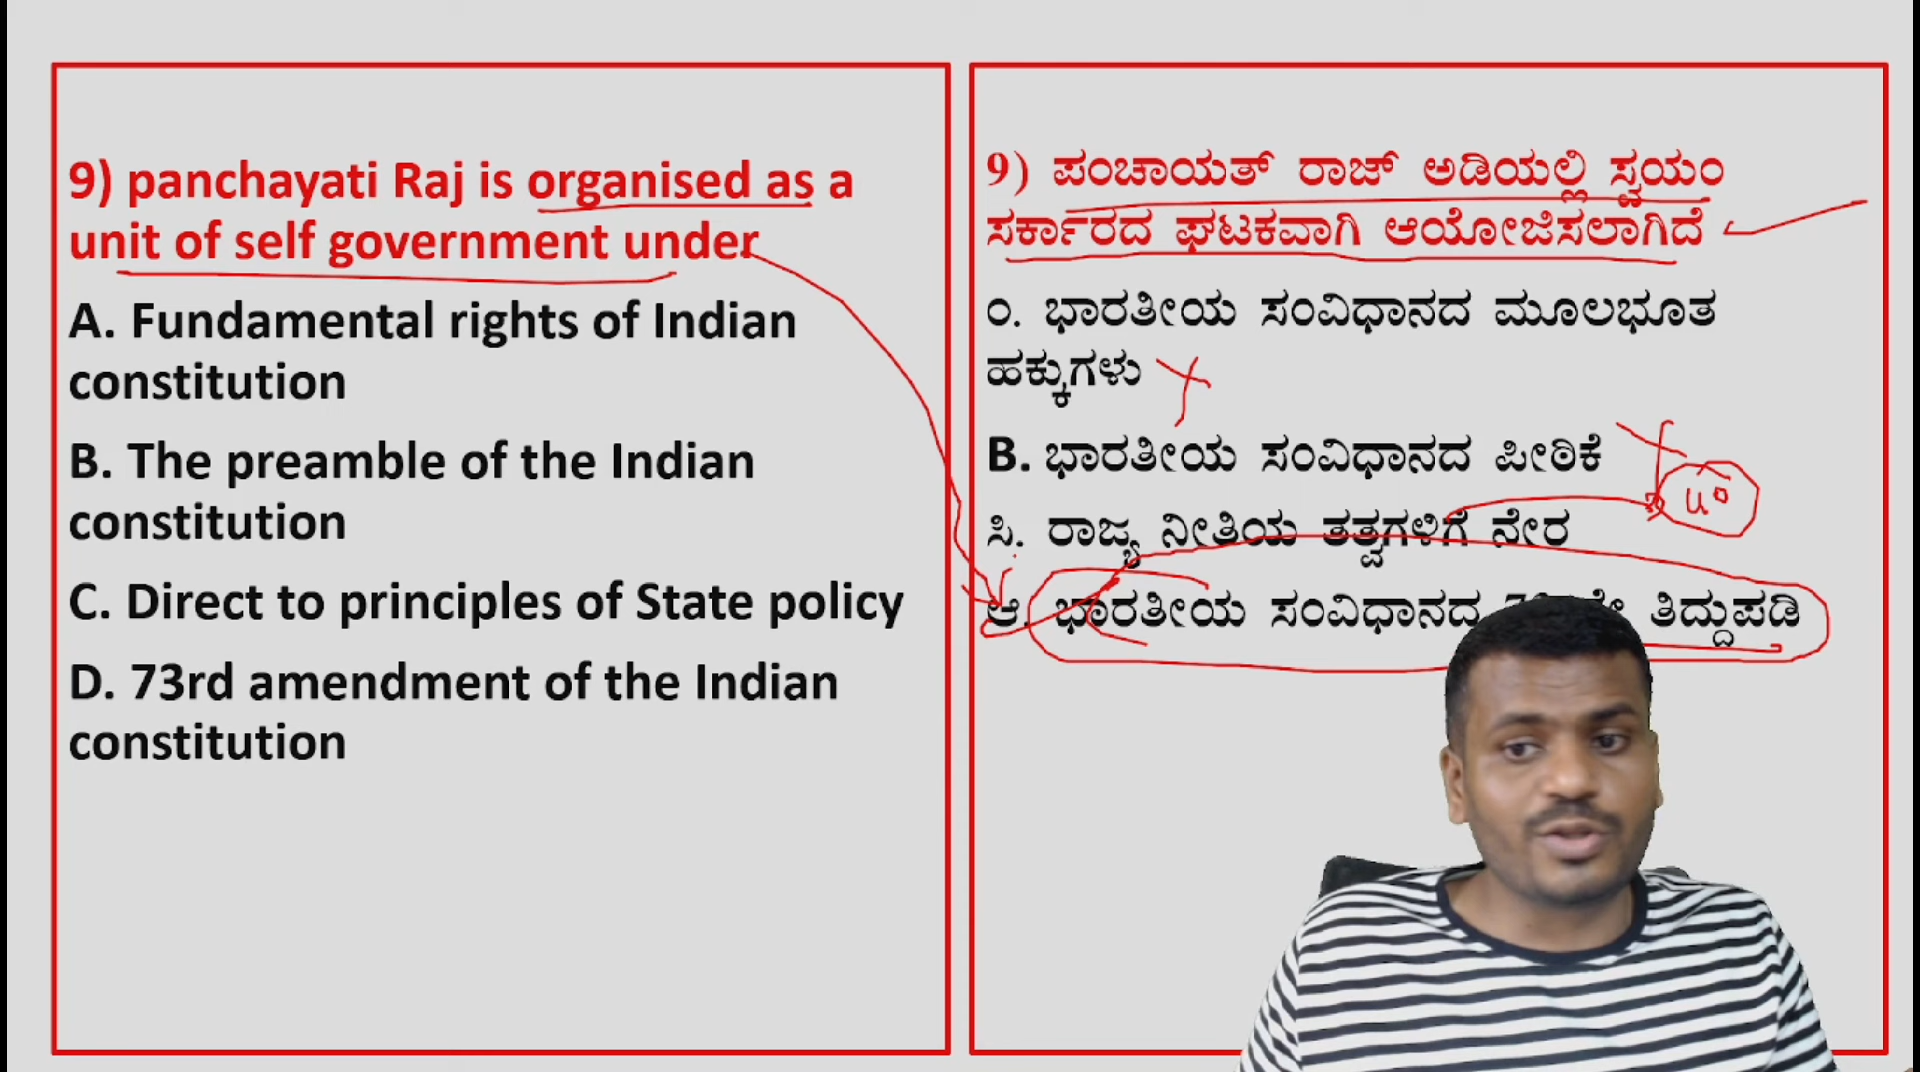 9) panchayati Raj is organised as a
unit of self government under
A. Fundamental rights of Indian
constitution
B. The preamble of the Indian
constitution
C. Direct to principles of State policy
D. 73rd amendment of the Indian
constitution
9) ಪಂಚಾಯತ್ ರಾಜ್ ಅಡಿಯಲ್ಲಿ ಸ್ವಯಂ
ಸರ್ಕಾರದ ಘಟಕವಾಗಿ ಆಯೋಜಿಸಲಾಗಿದೆ
೦. ಭಾರತೀಯ ಸಂವಿಧಾನದ ಮೂಲಭೂತ
ಹಕ್ಕುಗಳು
B. ಭಾರತೀಯ ಸಂವಿಧಾನದ ಪೀಠಿಕೆ
ಸಿ. ರಾಜ್ಯ ನೀತಿಯ ತತ್ವಗಳಿಗೆ ನೇರ
ಆ. ಭಾರತೀಯ ಸಂವಿಧಾನದ ತಿದ್ದುಪಡಿ